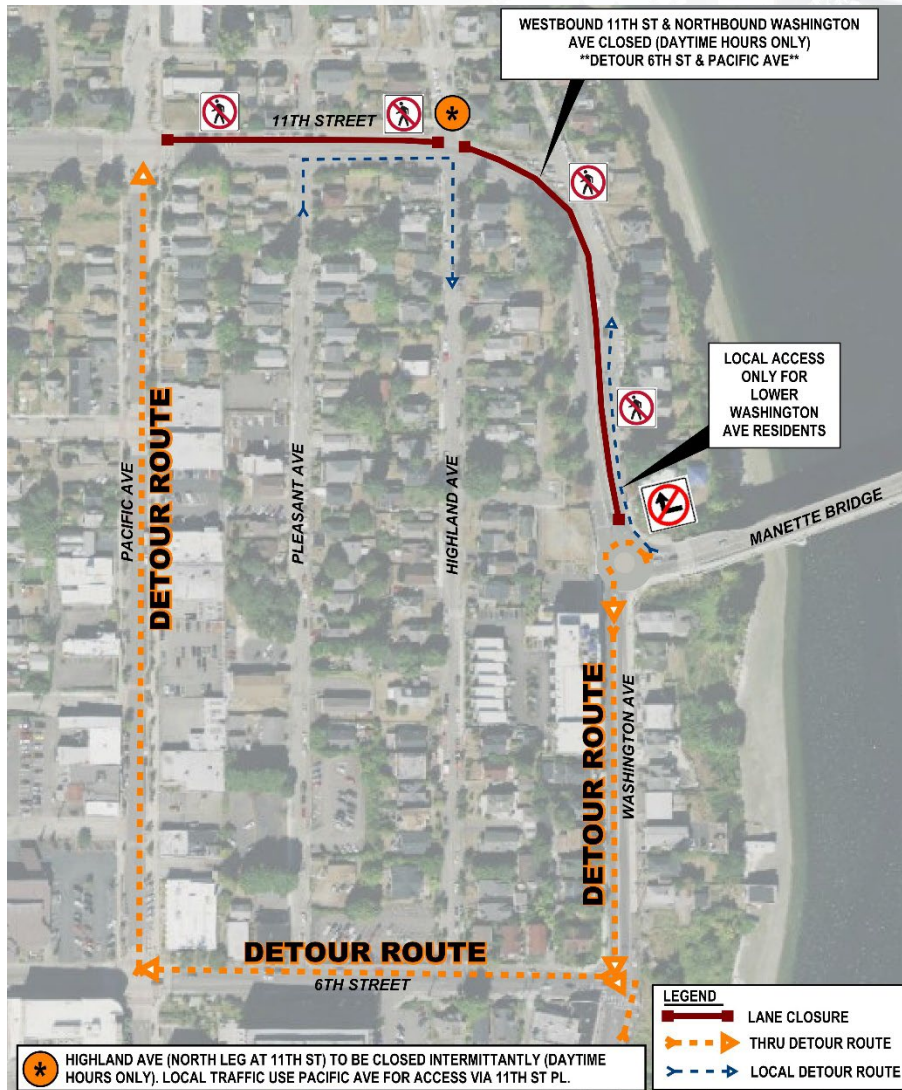 WESTBOUND 11TH ST & NORTHBOUND WASHINGTON
AVE CLOSED (DAYTIME HOURS ONLY)
**DETOUR 6TH ST & PACIFIC AVE**
11TH STREET
*
LOCAL ACCESS
ONLY FOR
LOWER
WASHINGTON
AVE RESIDENTS
MANETTE BRIDGE
PACIFIC AVE
DETOUR ROUTE
PLEASANT AVE
HIGHLAND AVE
DETOUR ROUTE
WASHINGTON AVE
DETOUR ROUTE
6TH STREET
LEGEND
LANE CLOSURE
THRU DETOUR ROUTE
LOCAL DETOUR ROUTE
* HIGHLAND AVE (NORTH LEG AT 11TH ST) TO BE CLOSED INTERMITTANTLY (DAYTIME
HOURS ONLY). LOCAL TRAFFIC USE PACIFIC AVE FOR ACCESS VIA 11TH ST PL.